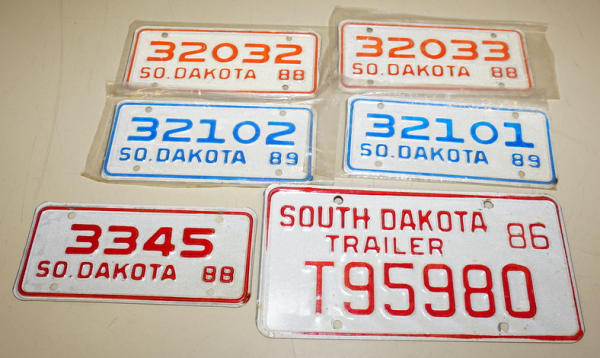 32032
SO. DAKOTA 88
32033
SO. DAKOTA 88
32102
SO. DAKOTA 89
32101
SO. DAKOTA 89
3345
SO. DAKOTA 88
SOUTH DAKOTA 86
TRAILER
T95980